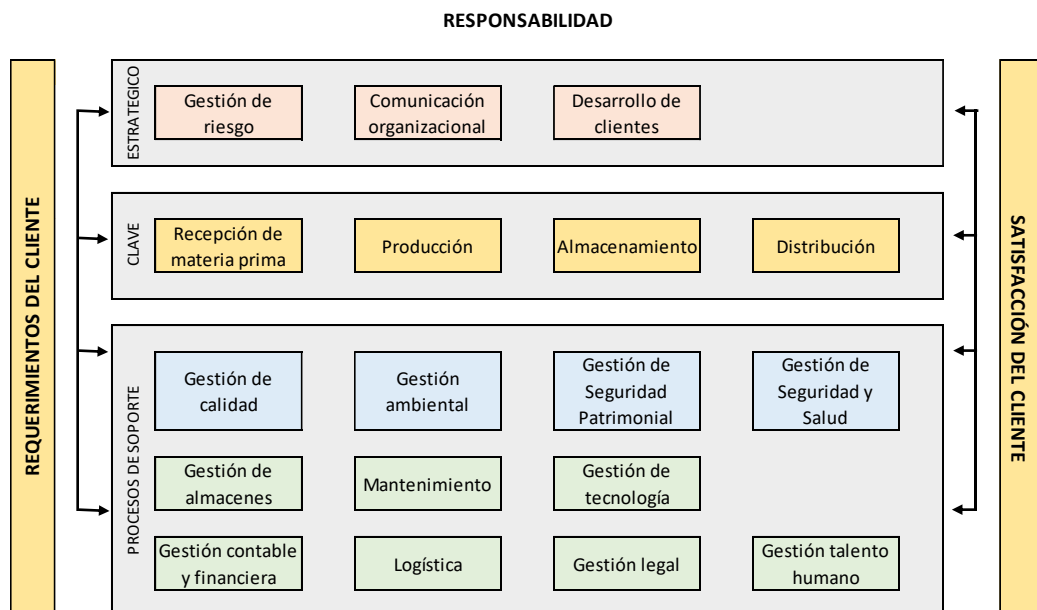 RESPONSABILIDAD
REQUERIMIENTOS DEL CLIENTE
ESTRATEGICO
Gestión de
riesgo
Comunicación
organizacional
Desarrollo de
clientes
CLAVE
Recepción de
materia prima
Producción
Almacenamiento
Distribución
PROCESOS DE SOPORTE
Gestión de
calidad
Gestión
ambiental
Gestión de
Seguridad
Patrimonial
Gestión de
Seguridad y
Salud
Gestión de
almacenes
Mantenimiento
Gestión de
tecnología
Gestión contable
y financiera
Logística
Gestión legal
Gestión talento
humano
SATISFACCIÓN DEL CLIENTE